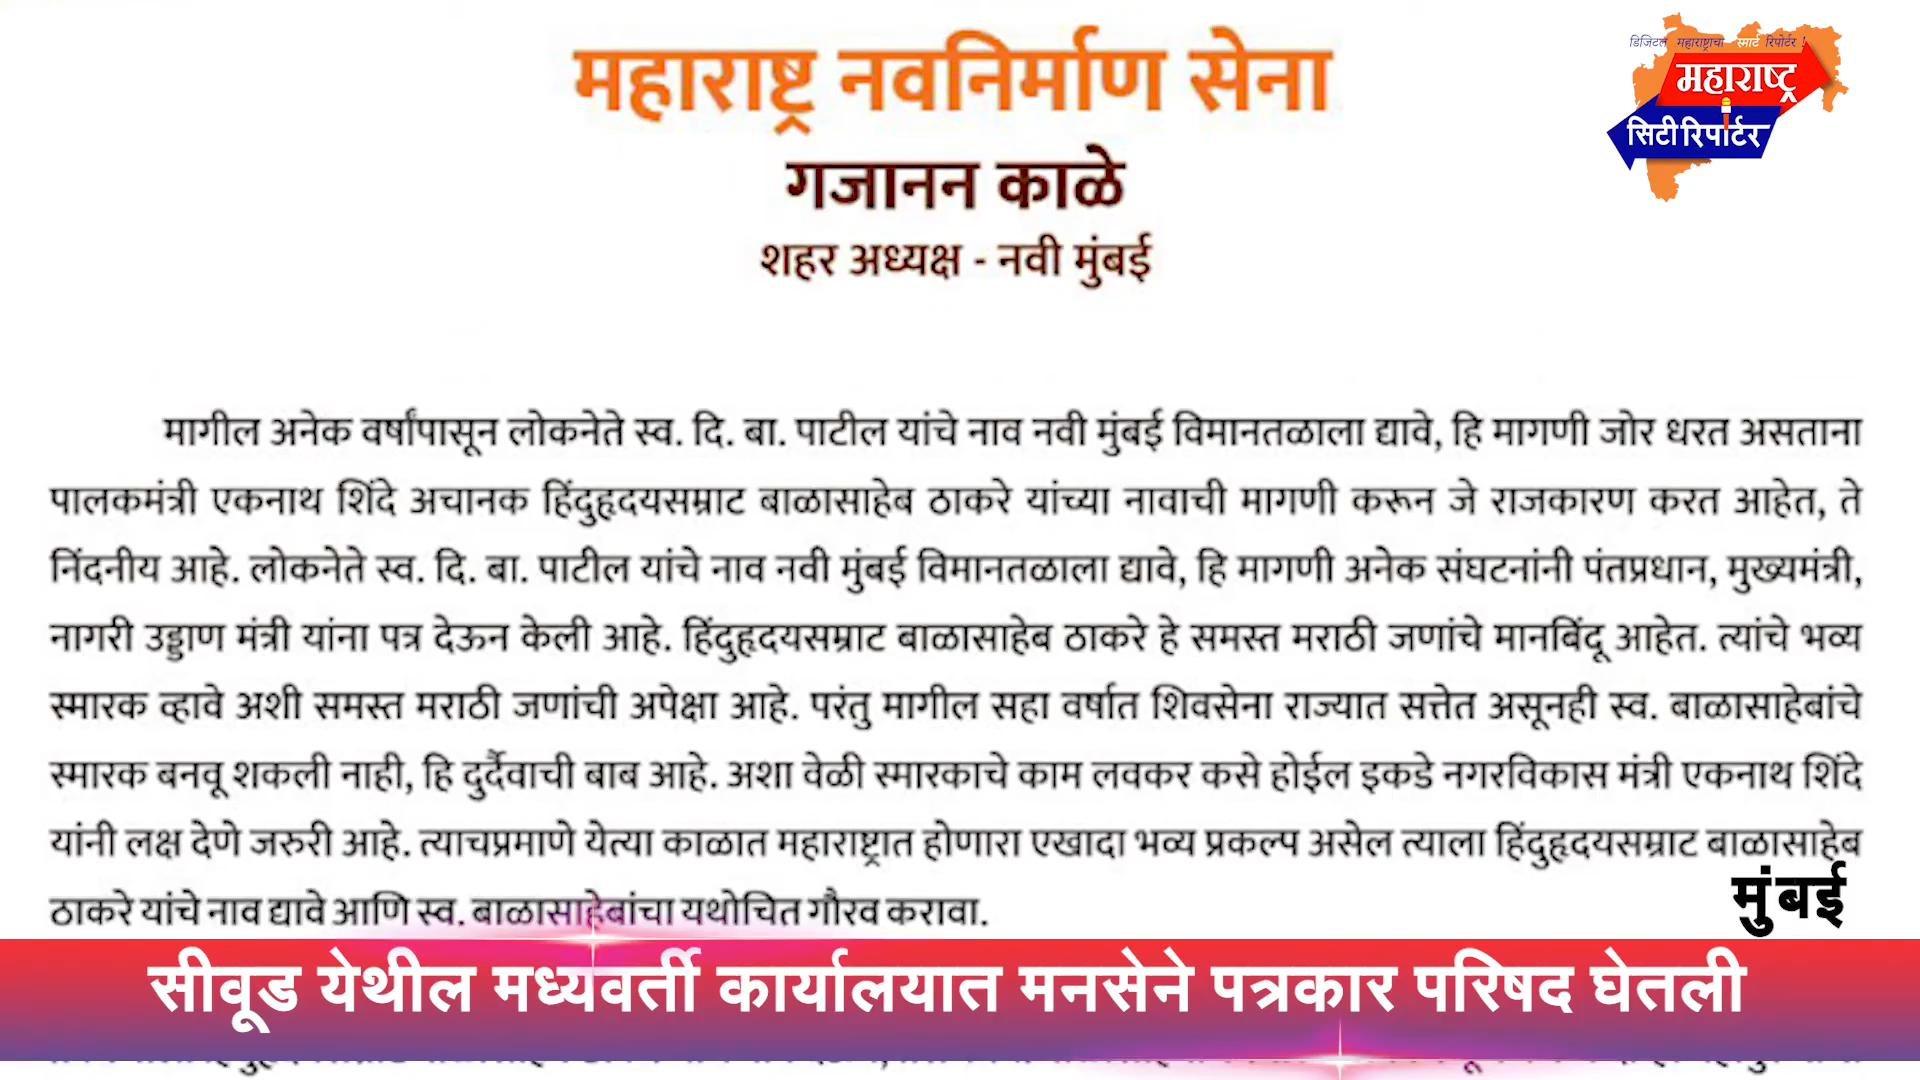 महाराष्ट्र नवनिर्माण सेना
गजानन काळे
शहर अध्यक्ष - नवी मुंबई
डिजिटल महाराष्ट्राचा स्मार्ट रिपोर्टर !
महाराष्ट्र
सिटी रिपोर्टर
मागील अनेक वर्षांपासून लोकनेते स्व. दि. बा. पाटील यांचे नाव नवी मुंबई विमानतळाला द्यावे, हि मागणी जोर धरत असताना
पालकमंत्री एकनाथ शिंदे अचानक हिंदुहृदयसम्राट बाळासाहेब ठाकरे यांच्या नावाची मागणी करून जे राजकारण करत आहेत, ते
निंदनीय आहे. लोकनेते स्व. दि. बा. पाटील यांचे नाव नवी मुंबई विमानतळाला द्यावे, हि मागणी अनेक संघटनांनी पंतप्रधान, मुख्यमंत्री,
नागरी उड्डाण मंत्री यांना पत्र देऊन केली आहे. हिंदुहृदयसम्राट बाळासाहेब ठाकरे हे समस्त मराठी जणांचे मानबिंदू आहेत. त्यांचे भव्य
स्मारक व्हावे अशी समस्त मराठी जणांची अपेक्षा आहे. परंतु मागील सहा वर्षात शिवसेना राज्यात सत्तेत असूनही स्व. बाळासाहेबांचे
स्मारक बनवू शकली नाही, हि दुर्दैवाची बाब आहे. अशा वेळी स्मारकाचे काम लवकर कसे होईल इकडे नगरविकास मंत्री एकनाथ शिंदे
यांनी लक्ष देणे जरुरी आहे. त्याचप्रमाणे येत्या काळात महाराष्ट्रात होणारा एखादा भव्य प्रकल्प असेल त्याला हिंदुहृदयसम्राट बाळासाहेब
ठाकरे यांचे नाव द्यावे आणि स्व. बाळासाहेबांचा यथोचित गौरव करावा.
मुंबई
सीवूड येथील मध्यवर्ती कार्यालयात मनसेने पत्रकार परिषद घेतली